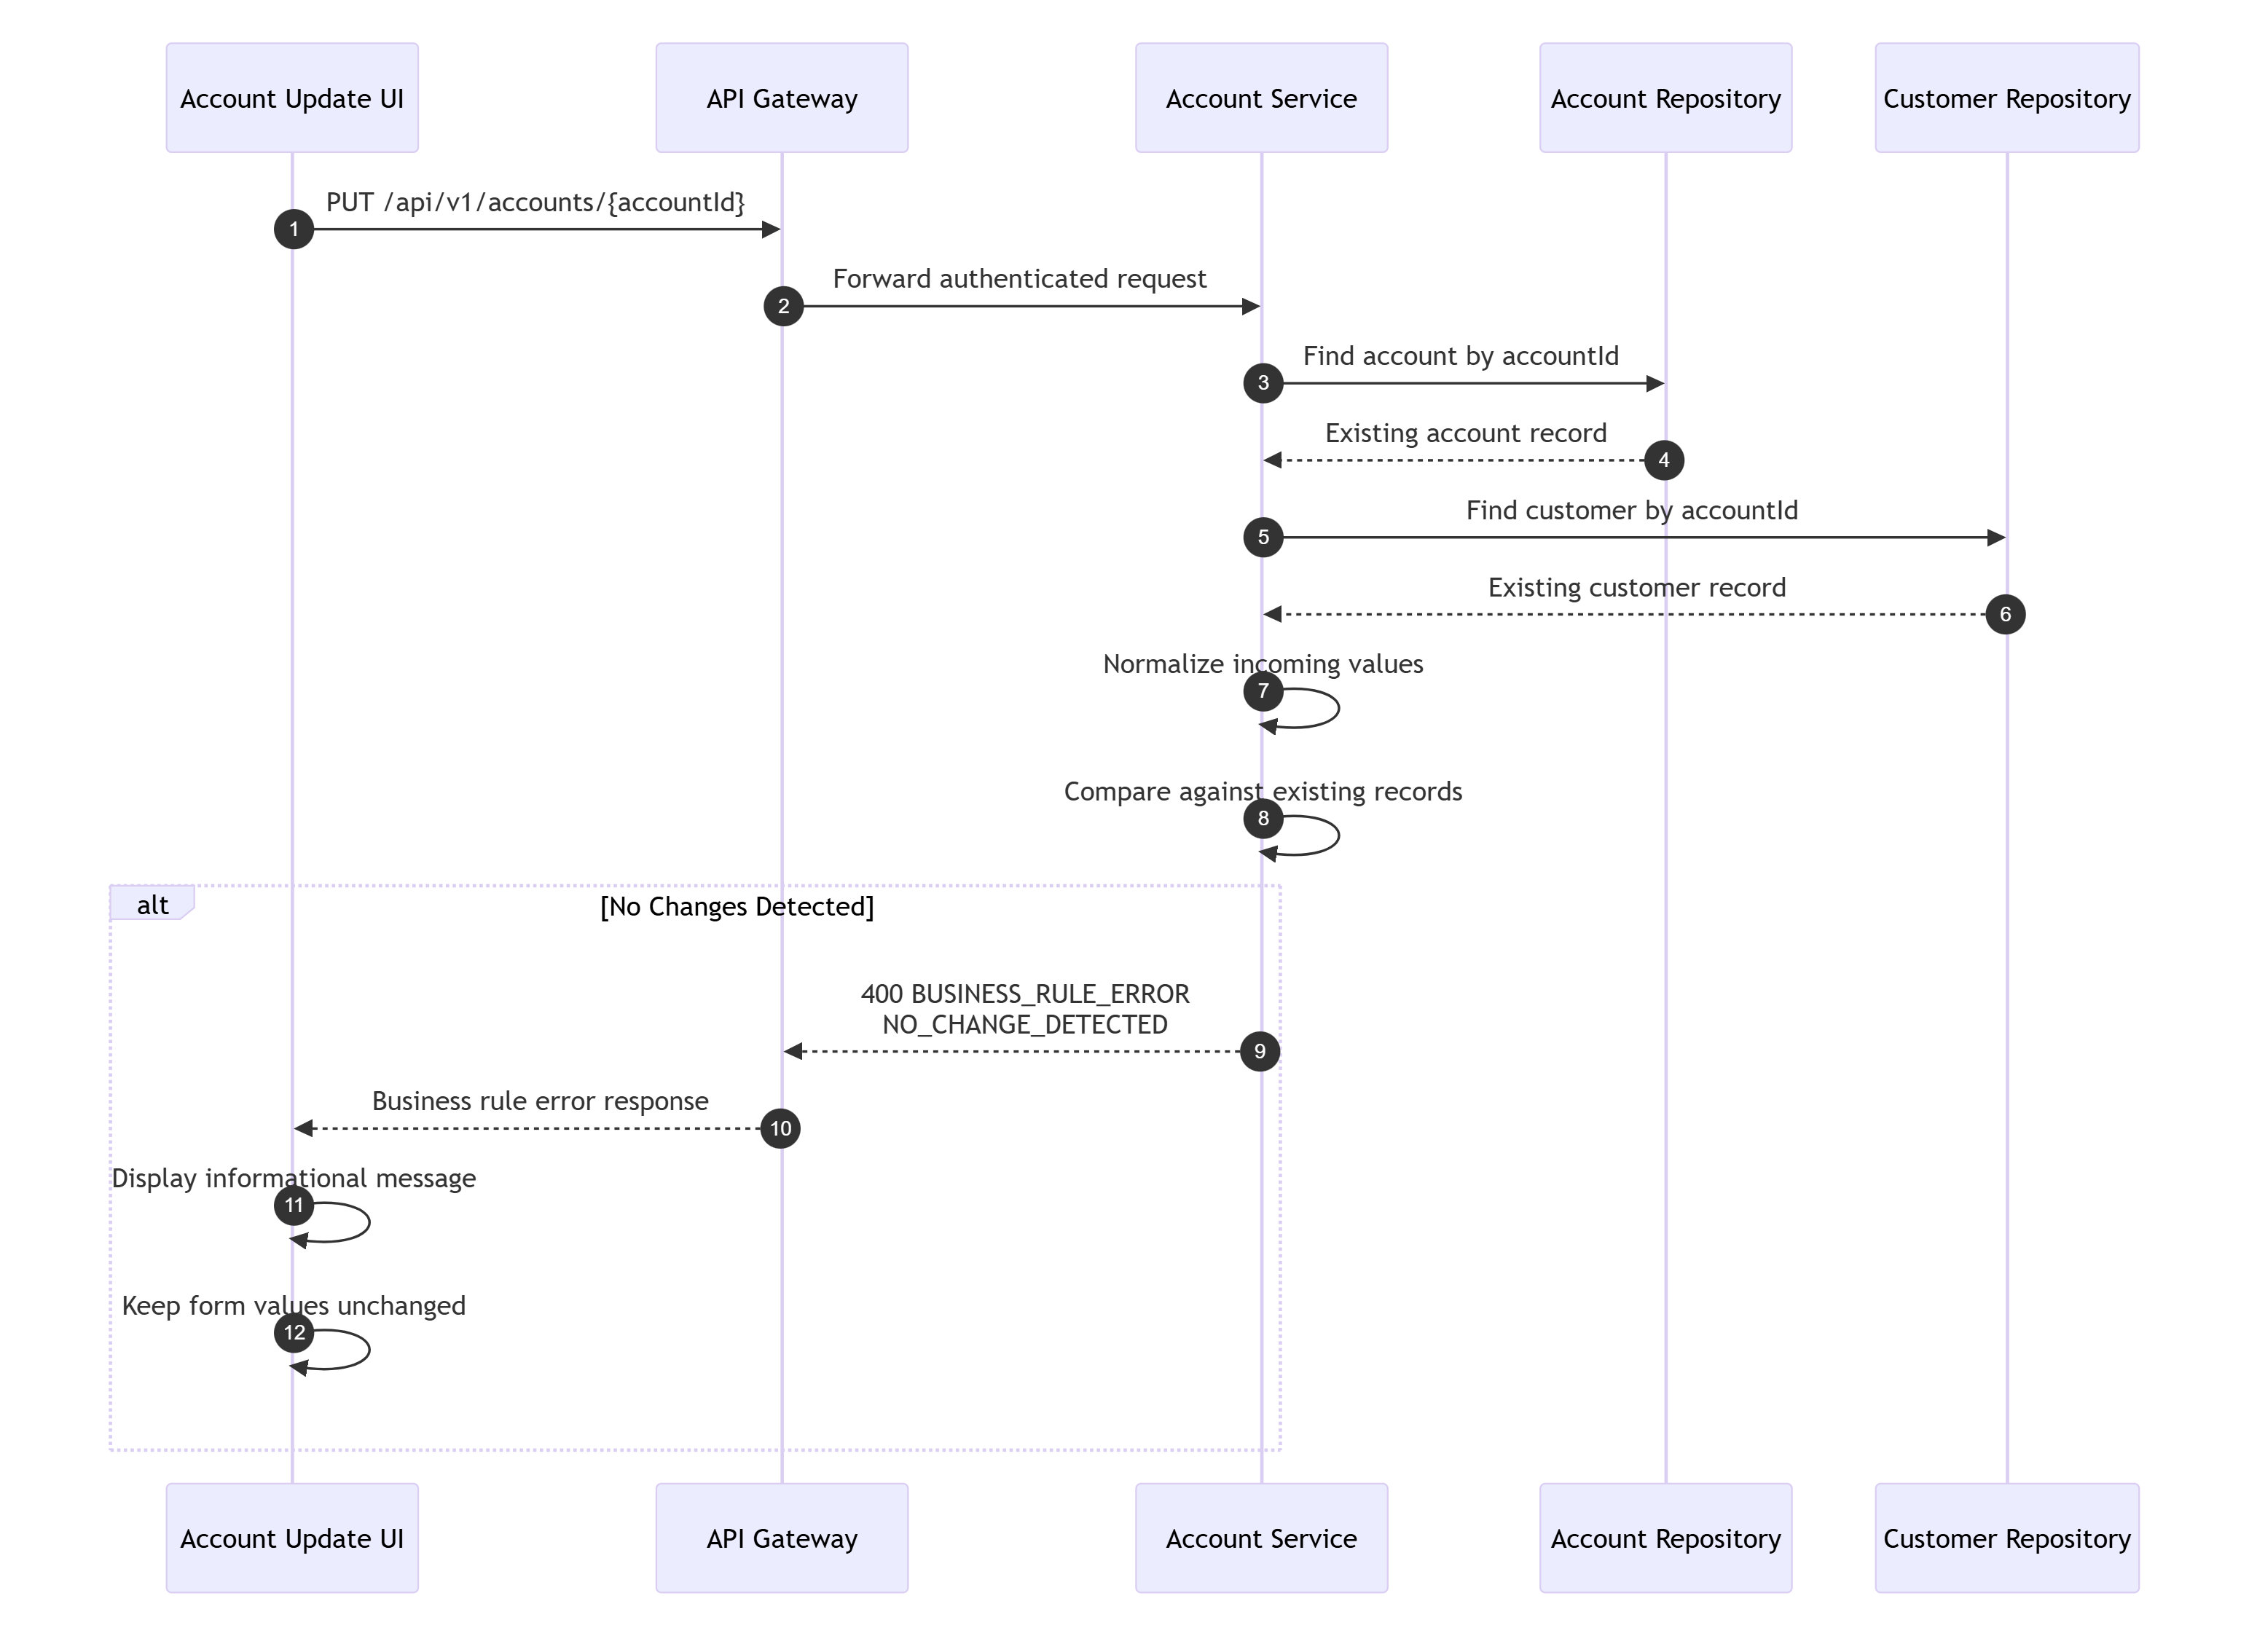 Account Update UI
API Gateway
Account Service
Account Repository
Customer Repository
PUT /api/v1/accounts/{accountId}
1
Forward authenticated request
2
Find account by accountId
3
Existing account record
4
Find customer by accountId
5
Existing customer record
6
Normalize incoming values
7
Compare against existing records
8
alt
[No Changes Detected]
400 BUSINESS_RULE_ERROR
NO_CHANGE_DETECTED
9
Business rule error response
10
Display informational message
11
Keep form values unchanged
12
Account Update UI
API Gateway
Account Service
Account Repository
Customer Repository